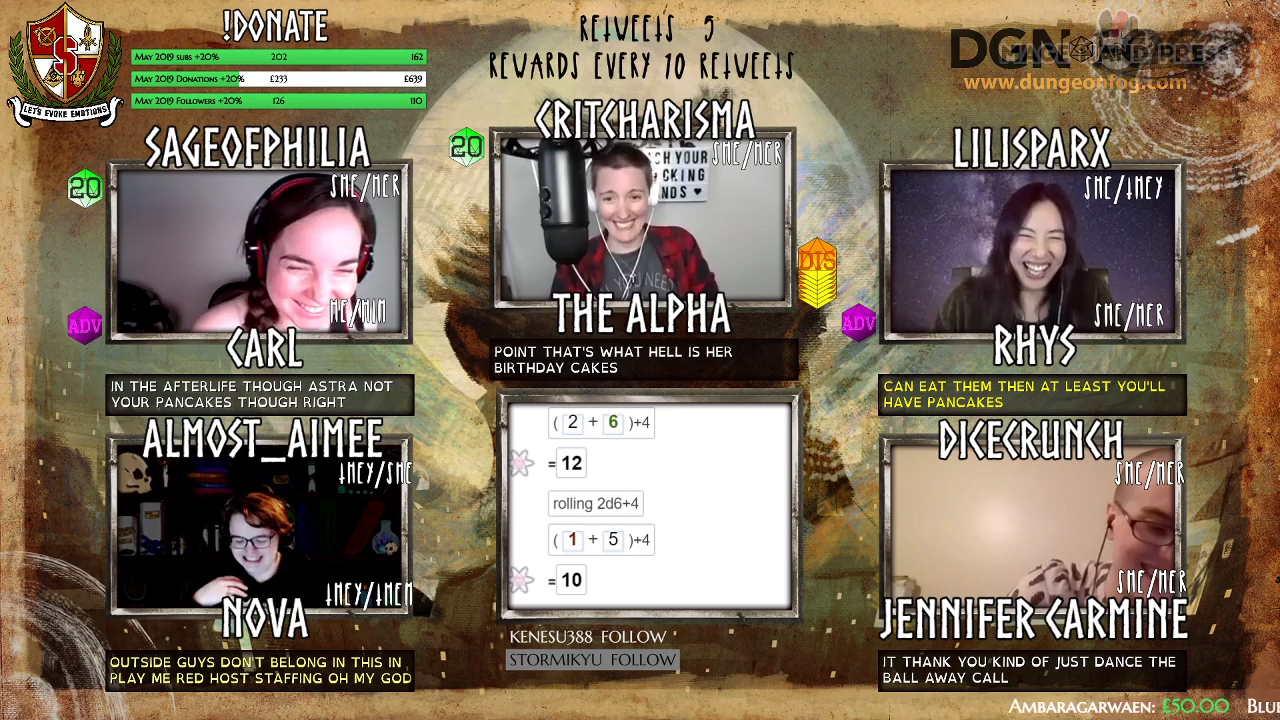 !DONATE
MAY 2019 SUBS +20% 202 162
MAY 2019 DONATIONS +20% £233 £639
MAY 2019 FOLLOWERS +20% 126 110
LET'S EVOKE EMOTIONS
S
RETWEETS 5
REWARDS EVERY 10 RETWEETS
www.dungeonfog.com
SAGEOFPHILIA
20
SHE/HER
HE/HIM
ADV
CARL
IN THE AFTERLIFE THOUGH ASTRA NOT
YOUR PANCAKES THOUGH RIGHT
CRITCHARISMA
20
SHE/HER
CH YOUR
CKING
NDS ♥
YOU NEED
DIS
THE ALPHA
POINT THAT'S WHAT HELL IS HER
BIRTHDAY CAKES
LILISPARX
SHE/THEY
SHE/HER
ADV
RHYS
CAN EAT THEM THEN AT LEAST YOU'LL
HAVE PANCAKES
ALMOST_AIMEE
THEY/SHE
THEY/THEM
NOVA
OUTSIDE GUYS DON'T BELONG IN THIS IN
PLAY ME RED HOST STAFFING OH MY GOD
( 2 + 6 )+4
= 12
rolling 2d6+4
( 1 + 5 )+4
= 10
KENESU388 FOLLOW
STORMIKYU FOLLOW
DICECRUNCH
SHE/HER
SHE/HER
JENNIFER CARMINE
IT THANK YOU KIND OF JUST DANCE THE
BALL AWAY CALL
AMBARAGARWAEN: £50.00 BLU